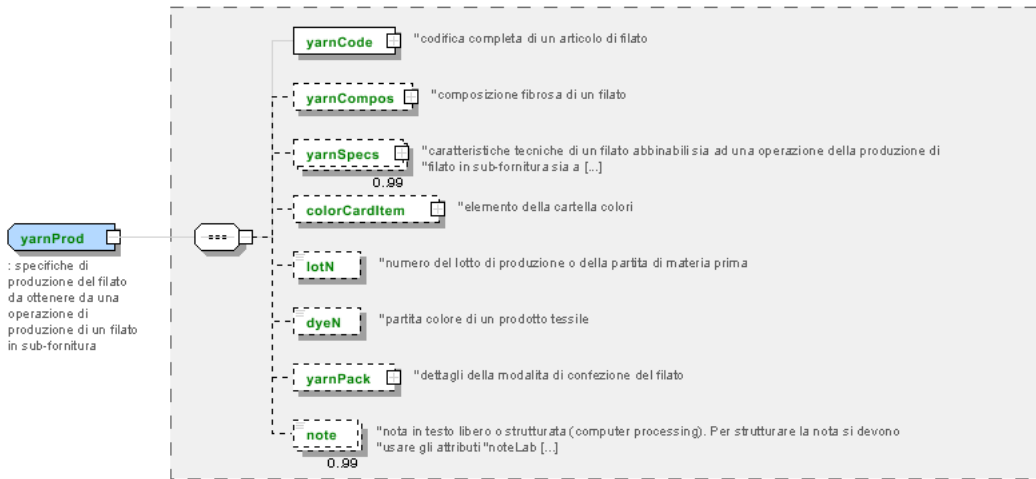 yarnCode
"codifica completa di un articolo di filato
yarnCompos
"composizione fibrosa di un filato
yarnSpecs
"caratteristiche tecniche di un filato abbinabili sia ad una operazione della produzione di
"filato in sub-fornitura sia a [...]
0..99
colorCardItem
"elemento della cartella colori
yarnProd
: specifiche di
produzione del filato
da ottenere da una
operazione di
produzione di un filato
in sub-fornitura
lotN
"numero del lotto di produzione o della partita di materia prima
dyeN
"partita colore di un prodotto tessile
yarnPack
"dettagli della modalita di confezione del filato
note
"nota in testo libero o strutturata (computer processing). Per strutturare la nota si devono
"usare gli attributi "noteLab [...]
0..99